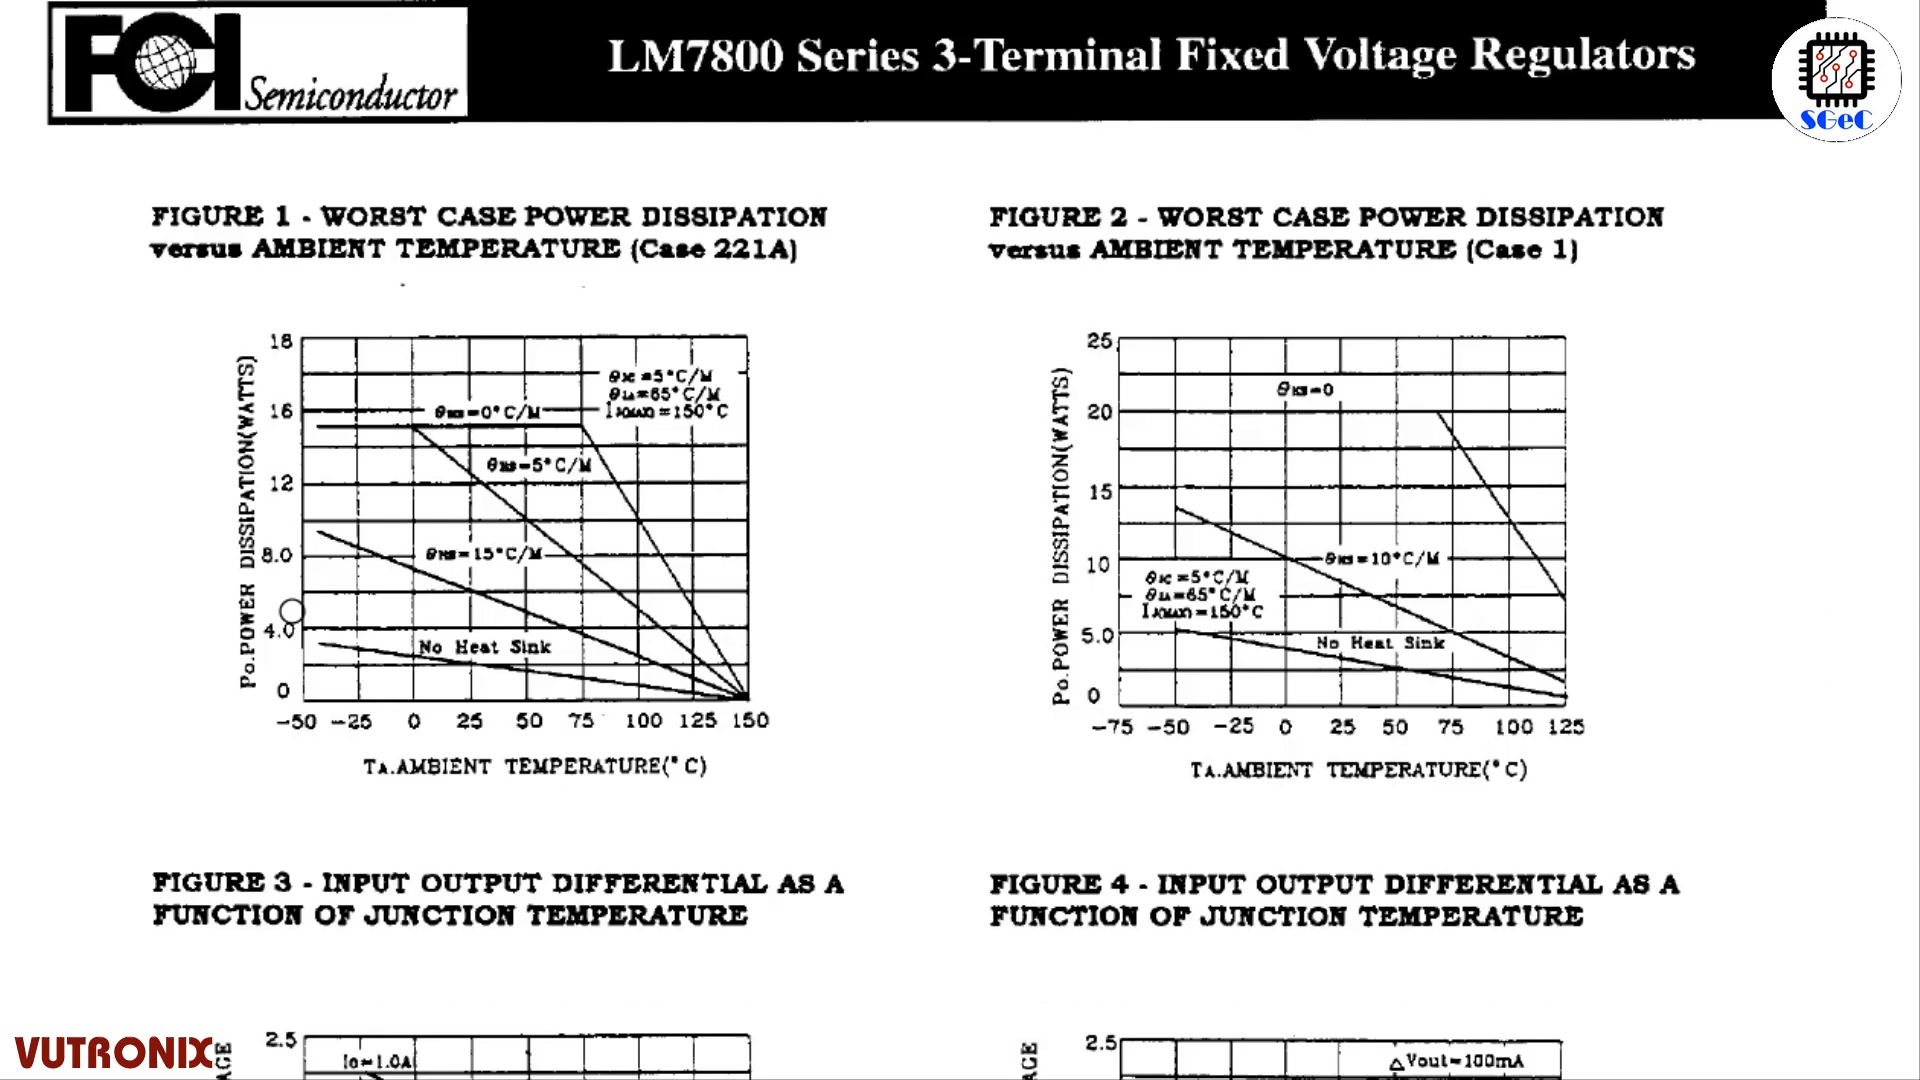 FCI Semiconductor
LM7800 Series 3-Terminal Fixed Voltage Regulators
SGeC
FIGURE 1 - WORST CASE POWER DISSIPATION
versus AMBIENT TEMPERATURE (Case 221A)
18
16
12
8.0
4.0
0
Po.POWER DISSIPATION(WATTS)
θJC=5°C/M
θLA=65°C/M
IJ(MAX)=150°C
θHS=0°C/M
θHS=5°C/M
θHS=15°C/M
No Heat Sink
-50 -25 0 25 50 75 100 125 150
TA.AMBIENT TEMPERATURE(°C)
FIGURE 2 - WORST CASE POWER DISSIPATION
versus AMBIENT TEMPERATURE (Case 1)
25
20
15
10
5.0
0
Po.POWER DISSIPATION(WATTS)
θHS=0
θHS=10°C/M
θJC=5°C/M
θLA=65°C/M
IJ(MAX)=150°C
No Heat Sink
-75 -50 -25 0 25 50 75 100 125
TA.AMBIENT TEMPERATURE(°C)
FIGURE 3 - INPUT OUTPUT DIFFERENTIAL AS A
FUNCTION OF JUNCTION TEMPERATURE
2.5
Io=1.0A
FIGURE 4 - INPUT OUTPUT DIFFERENTIAL AS A
FUNCTION OF JUNCTION TEMPERATURE
2.5
△Vout=100mA
VUTRONIX